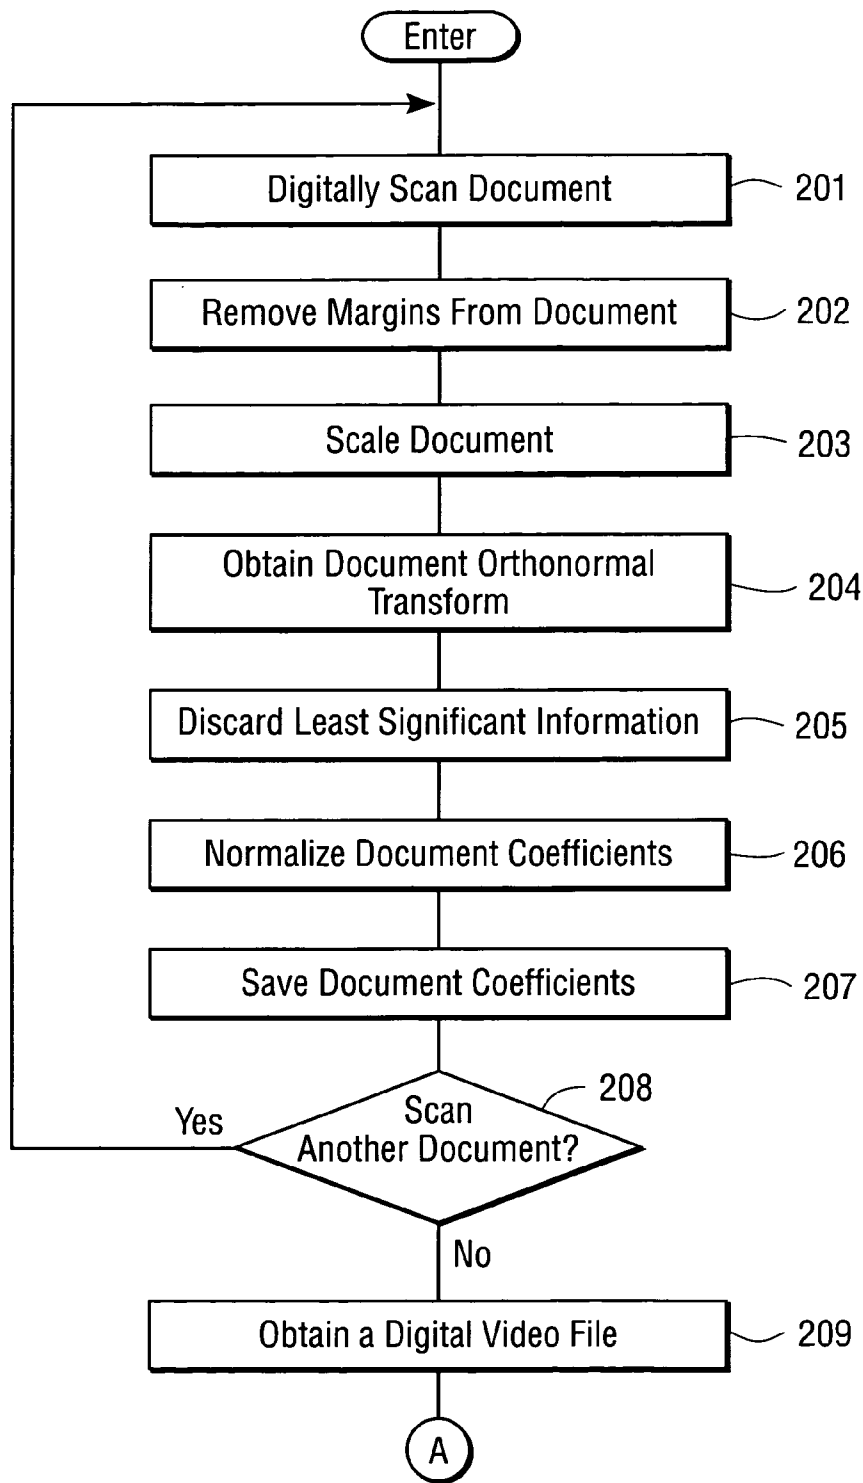 Enter
Digitally Scan Document
201
Remove Margins From Document
202
Scale Document
203
Obtain Document Orthonormal
Transform
204
Discard Least Significant Information
205
Normalize Document Coefficients
206
Save Document Coefficients
207
208
Scan
Another Document?
Yes
No
Obtain a Digital Video File
209
A